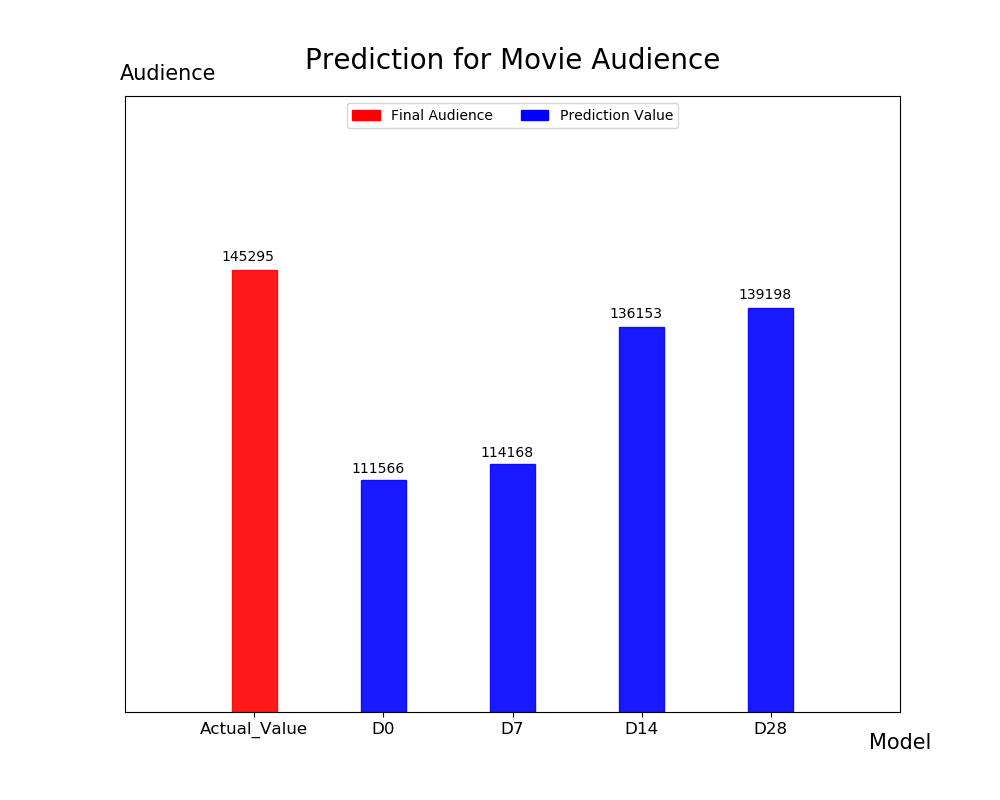 Prediction for Movie Audience
Audience
Final Audience
Prediction Value
145295
111566
114168
136153
139198
Actual_Value
D0
D7
D14
D28
Model